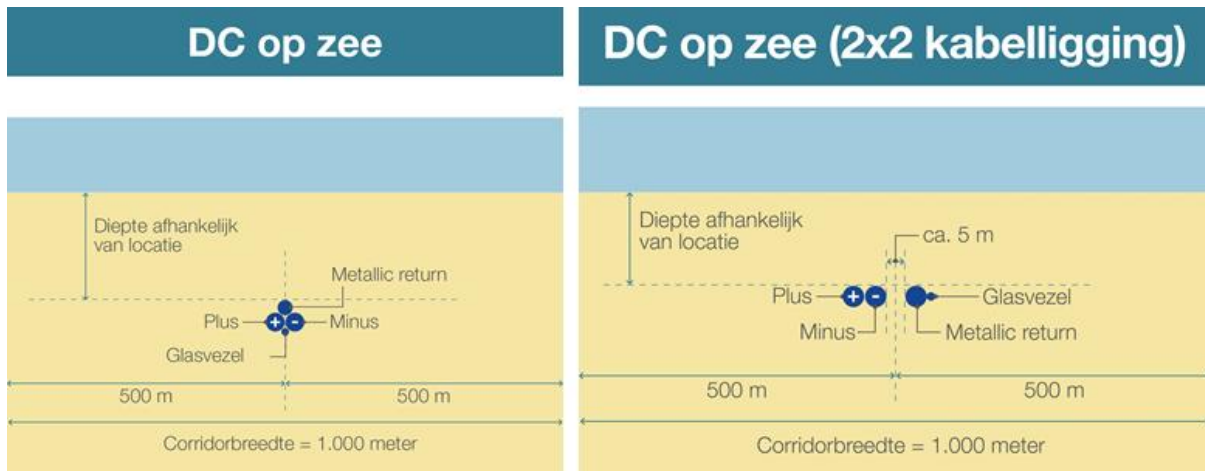 DC op zee
Diepte afhankelijk
van locatie
Metallic return
Plus
+
-
Minus
Glasvezel
500 m
500 m
Corridorbreedte = 1.000 meter
DC op zee (2x2 kabelligging)
Diepte afhankelijk
van locatie
ca. 5 m
Plus
+
-
Glasvezel
Minus
Metallic return
500 m
500 m
Corridorbreedte = 1.000 meter